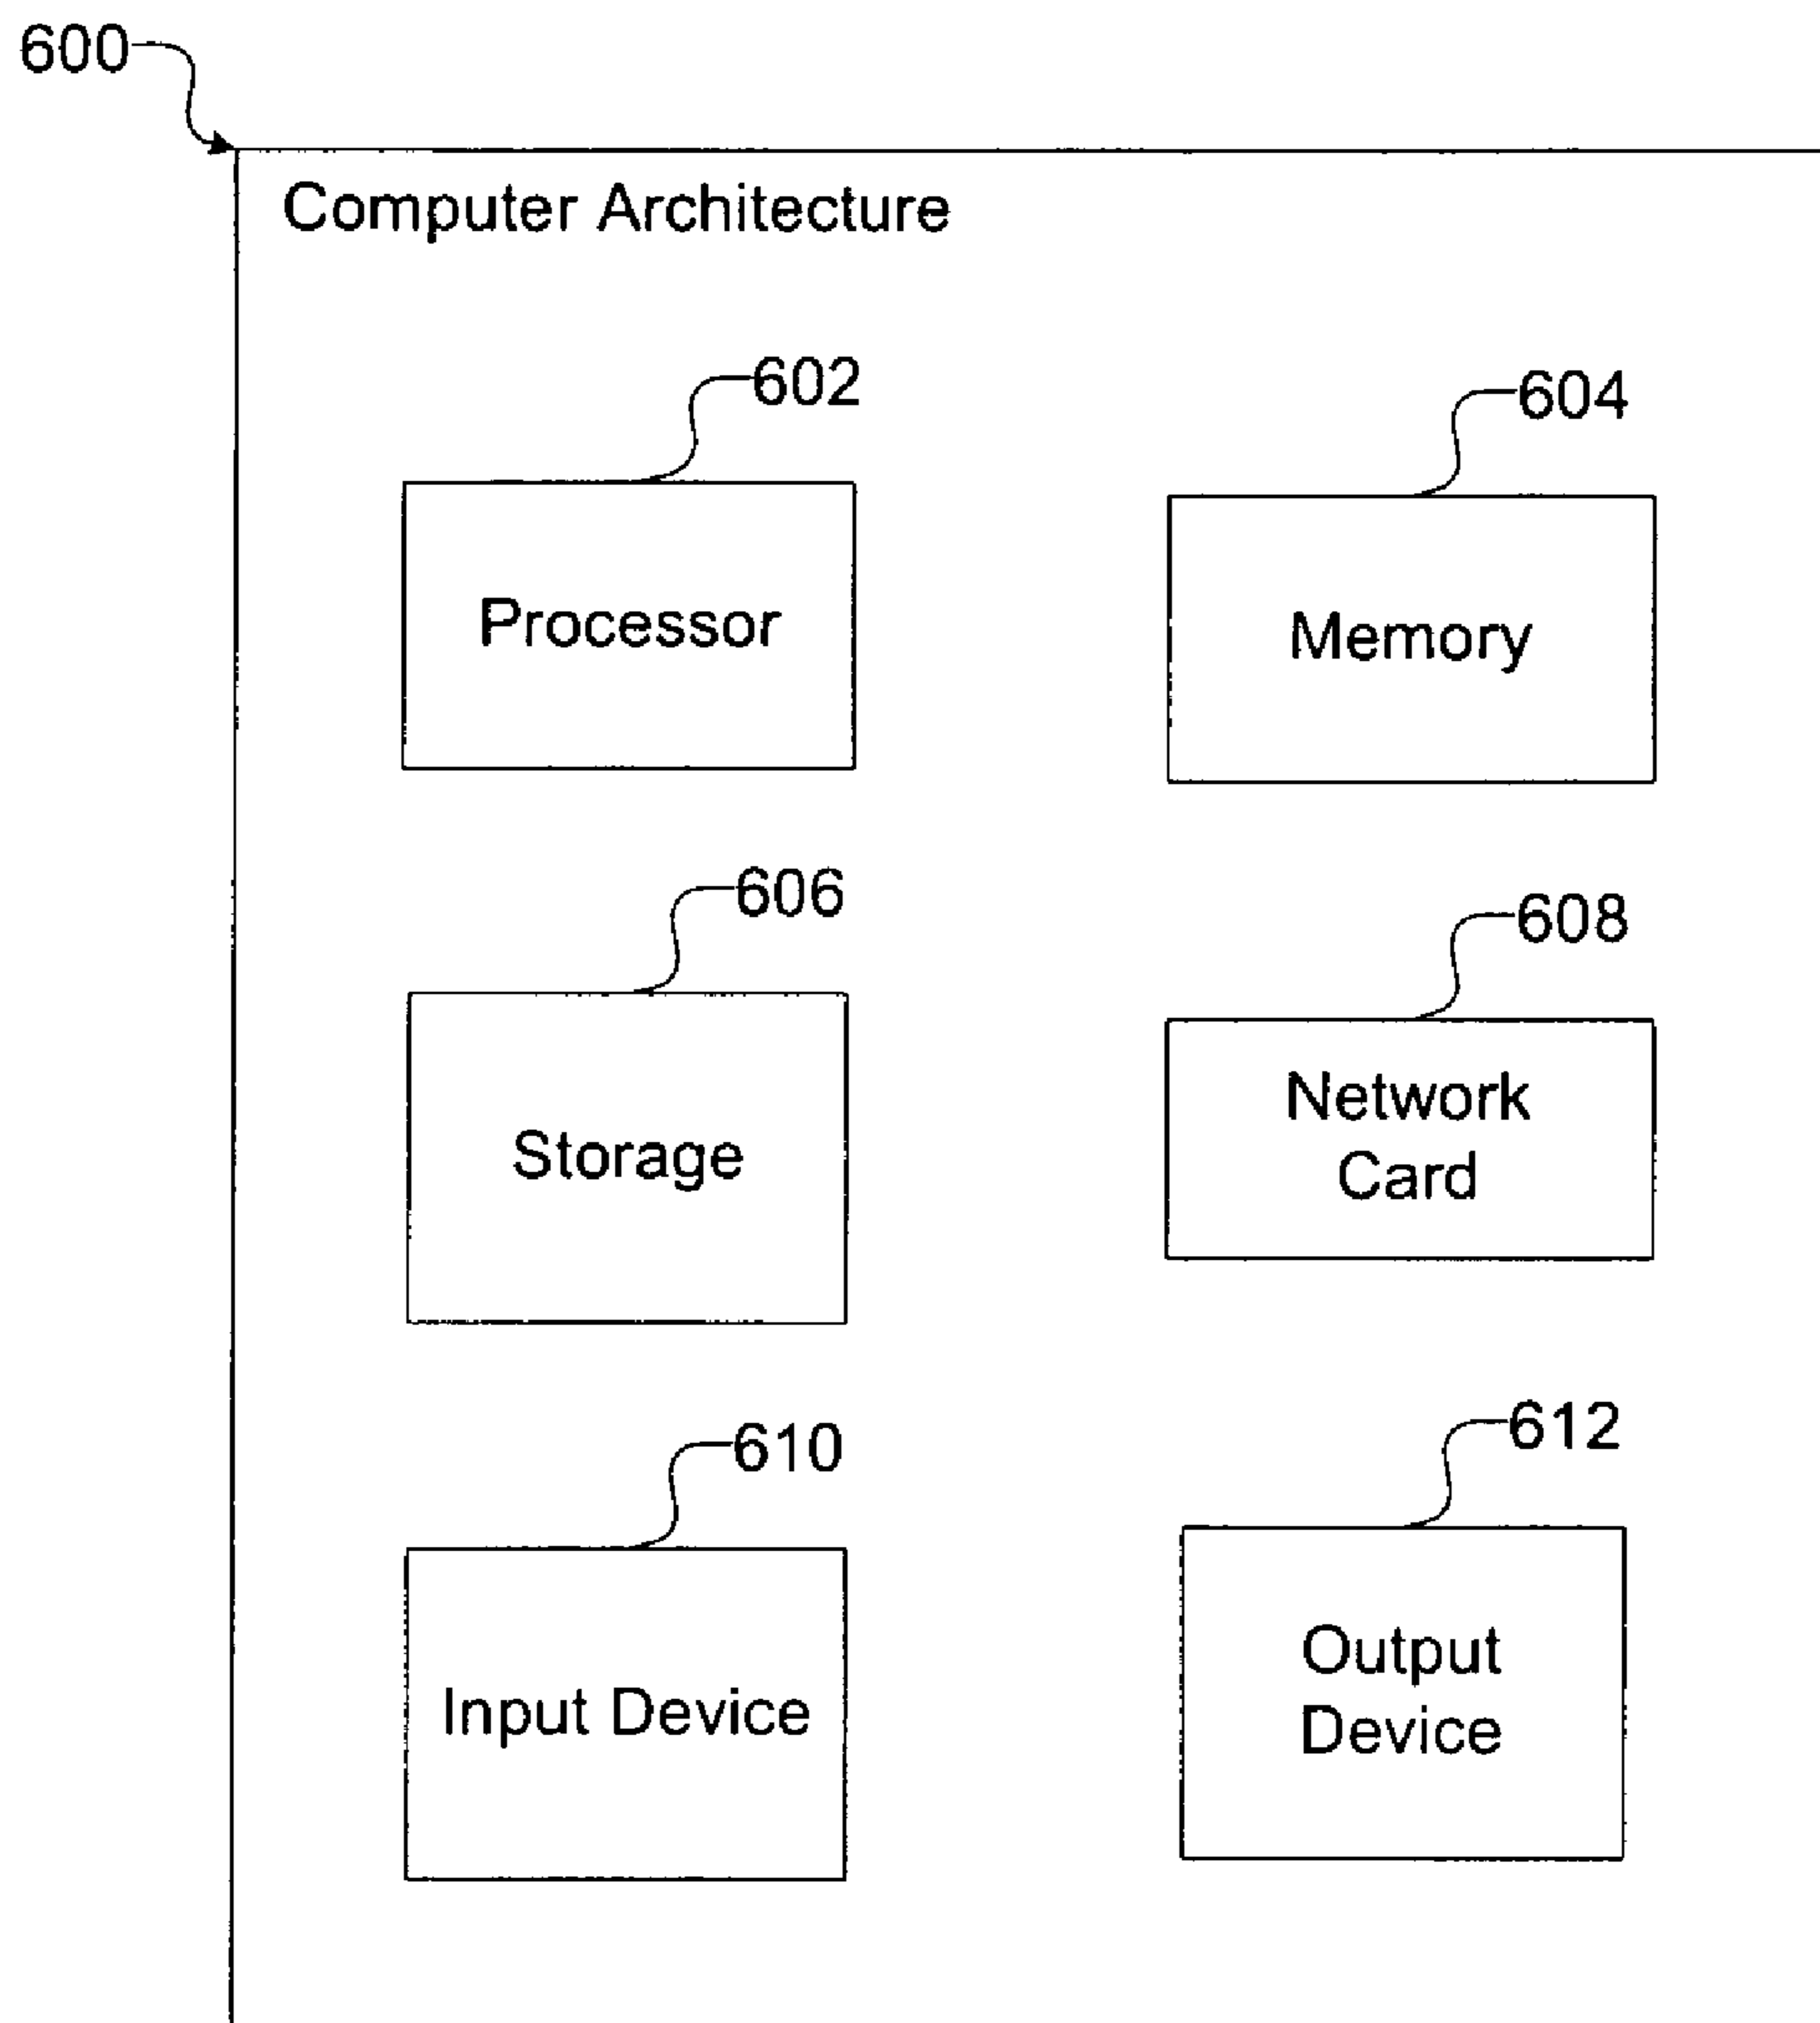 600
Computer Architecture
602
604
Processor
Memory
606
608
Storage
Network
Card
610
612
Input Device
Output
Device